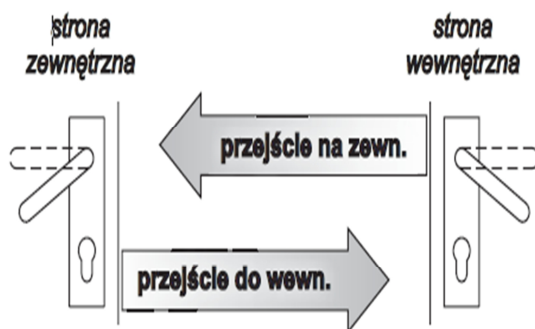 strona
zewnętrzna
strona
wewnętrzna
przejście na zewn.
przejście do wewn.